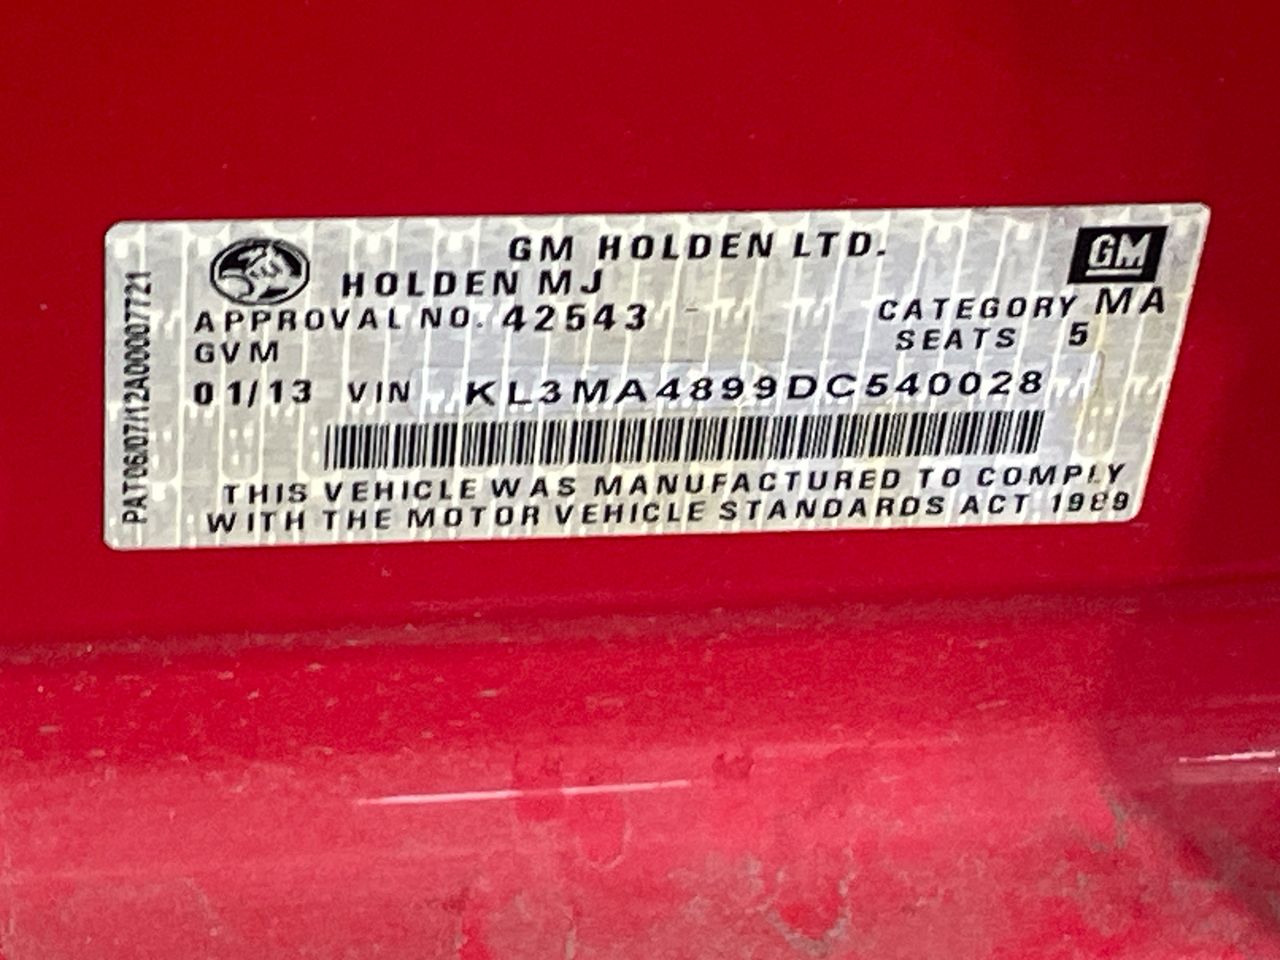 GM HOLDEN LTD.
GM
HOLDEN MJ
APPROVAL NO. 42543
CATEGORY MA
GVM
SEATS 5
01/13 VIN KL3MA4899DC540028
THIS VEHICLE WAS MANUFACTURED TO COMPLY
WITH THE MOTOR VEHICLE STANDARDS ACT 1989
PAT06/07/12A00007721